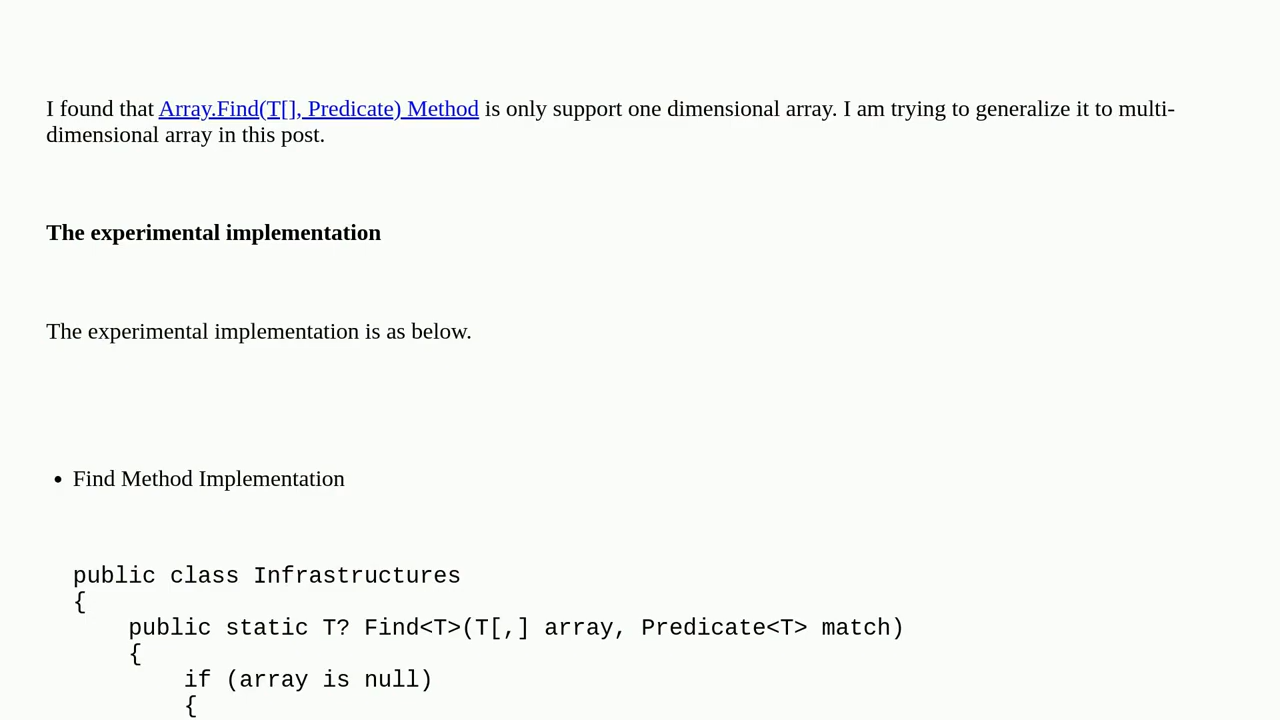 I found that Array.Find(T[], Predicate) Method is only support one dimensional array. I am trying to generalize it to multi-
dimensional array in this post.
The experimental implementation
The experimental implementation is as below.
• Find Method Implementation
public class Infrastructures
{
    public static T? Find<T>(T[,] array, Predicate<T> match)
    {
        if (array is null)
        {